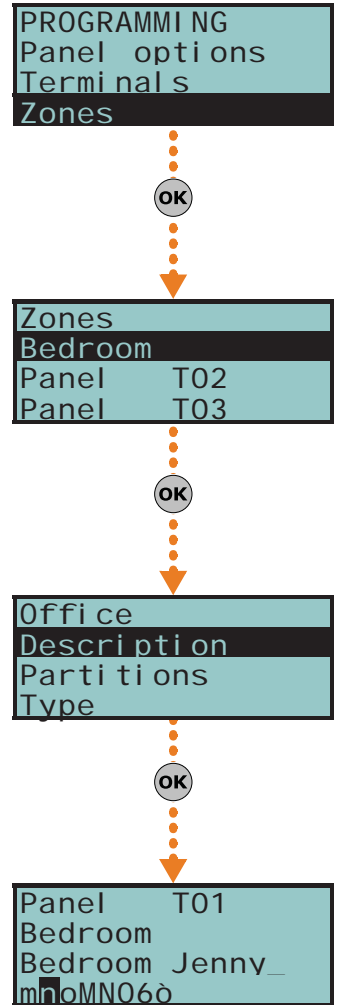 PROGRAMMING
Panel options
Terminals
Zones
OK
Zones
Bedroom
Panel T02
Panel T03
OK
Office
Description
Partitions
Type
OK
Panel T01
Bedroom
Bedroom Jenny_
mnoMNO6ò